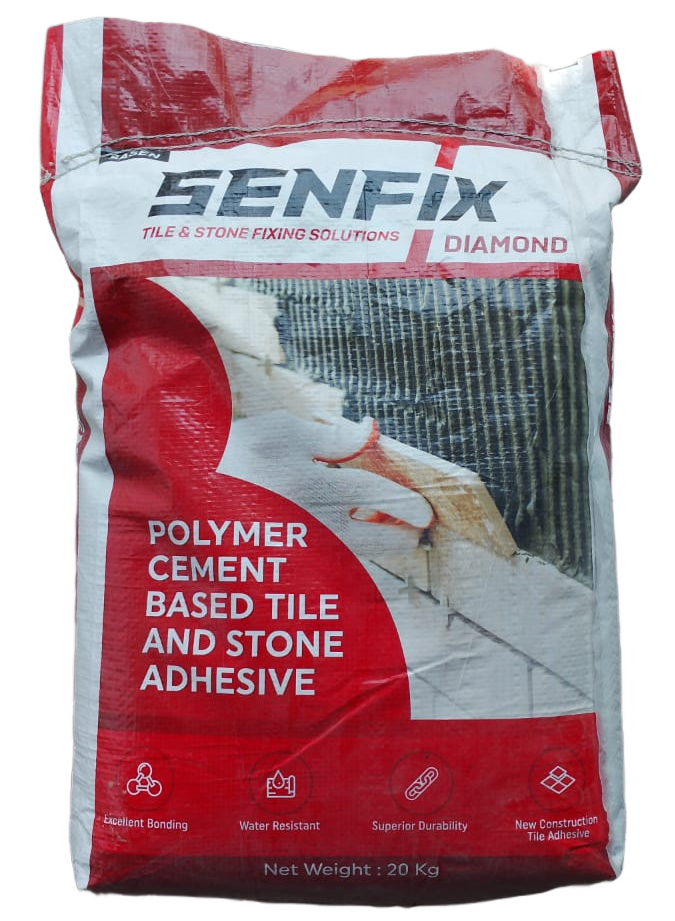 RASEN
SENFIX
TILE & STONE FIXING SOLUTIONS
DIAMOND
POLYMER
CEMENT
BASED TILE
AND STONE
ADHESIVE
Excellent Bonding
Water Resistant
Superior Durability
New Construction
Tile Adhesive
Net Weight : 20 Kg